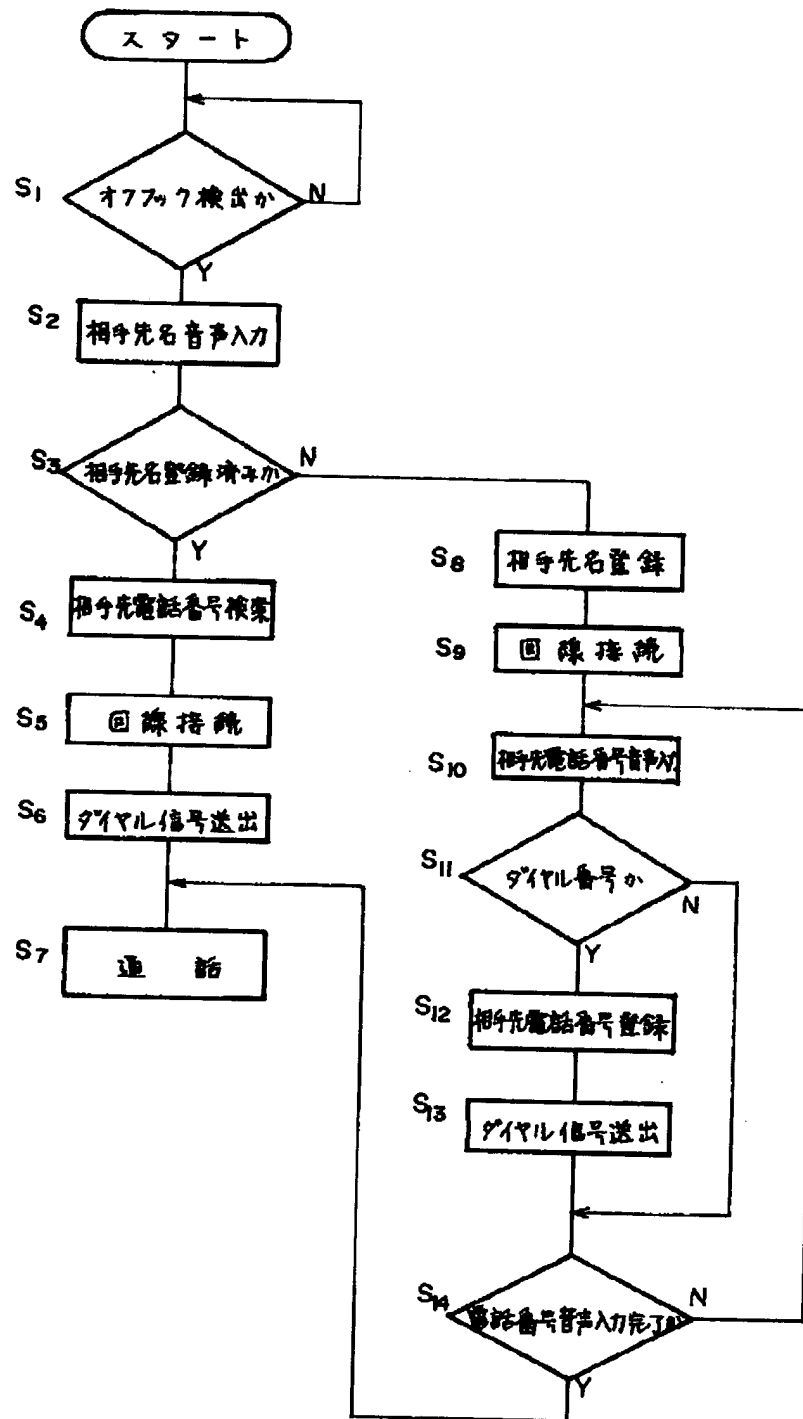 スタート
S1
オフフック検出か
N
Y
S2
相手先名音声入力
S3
相手先名登録済みか
N
Y
S4
相手先電話番号検索
S5
回線接続
S6
ダイヤル信号送出
S7
通話
S8
相手先名登録
S9
回線接続
S10
相手先電話番号音声入力
S11
ダイヤル番号か
N
Y
S12
相手先電話番号登録
S13
ダイヤル信号送出
S14
電話番号音声入力完了か
N
Y